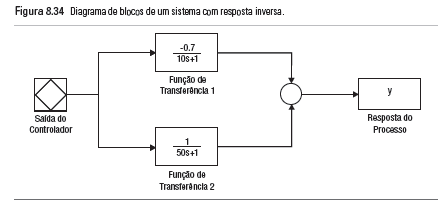 Figura 8.34 Diagrama de blocos de um sistema com resposta inversa.
-0.7
10s+1
Função de
Transferência 1
y
Saída do
Controlador
Resposta do
Processo
1
50s+1
Função de
Transferência 2